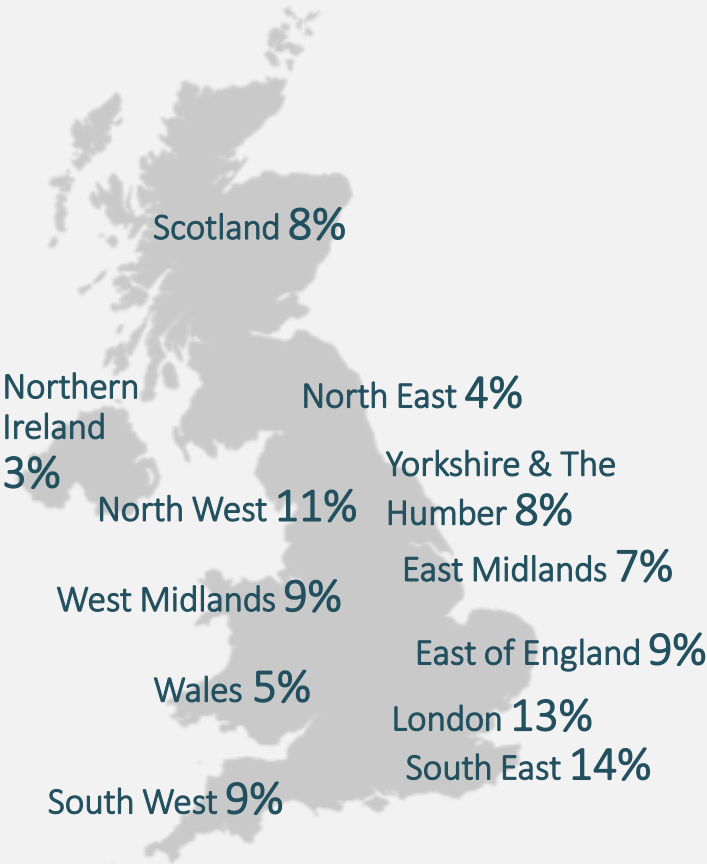 Scotland 8%
Northern
Ireland
3%
North East 4%
Yorkshire & The
Humber 8%
North West 11%
East Midlands 7%
West Midlands 9%
East of England 9%
Wales 5%
London 13%
South East 14%
South West 9%